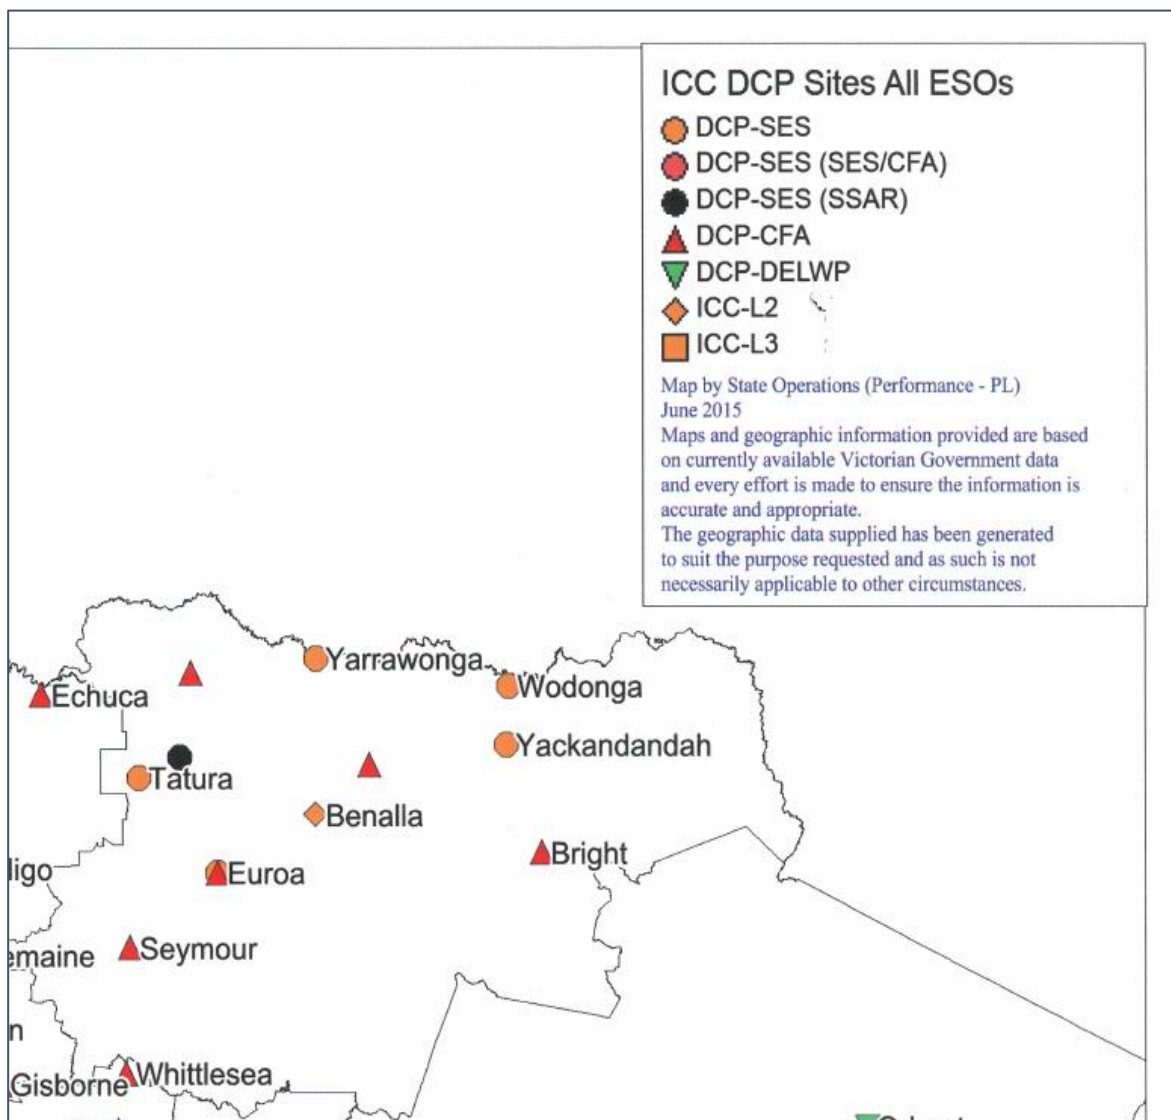 ICC DCP Sites All ESOs
DCP-SES
DCP-SES (SES/CFA)
DCP-SES (SSAR)
DCP-CFA
DCP-DELWP
ICC-L2
ICC-L3
Map by State Operations (Performance - PL)
June 2015
Maps and geographic information provided are based
on currently available Victorian Government data
and every effort is made to ensure the information is
accurate and appropriate.
The geographic data supplied has been generated
to suit the purpose requested and as such is not
necessarily applicable to other circumstances.
Yarrawonga
Echuca
Wodonga
Yackandandah
Tatura
Benalla
Bright
ligo
Euroa
Seymour
emaine
n
Whittlesea
Gisborne